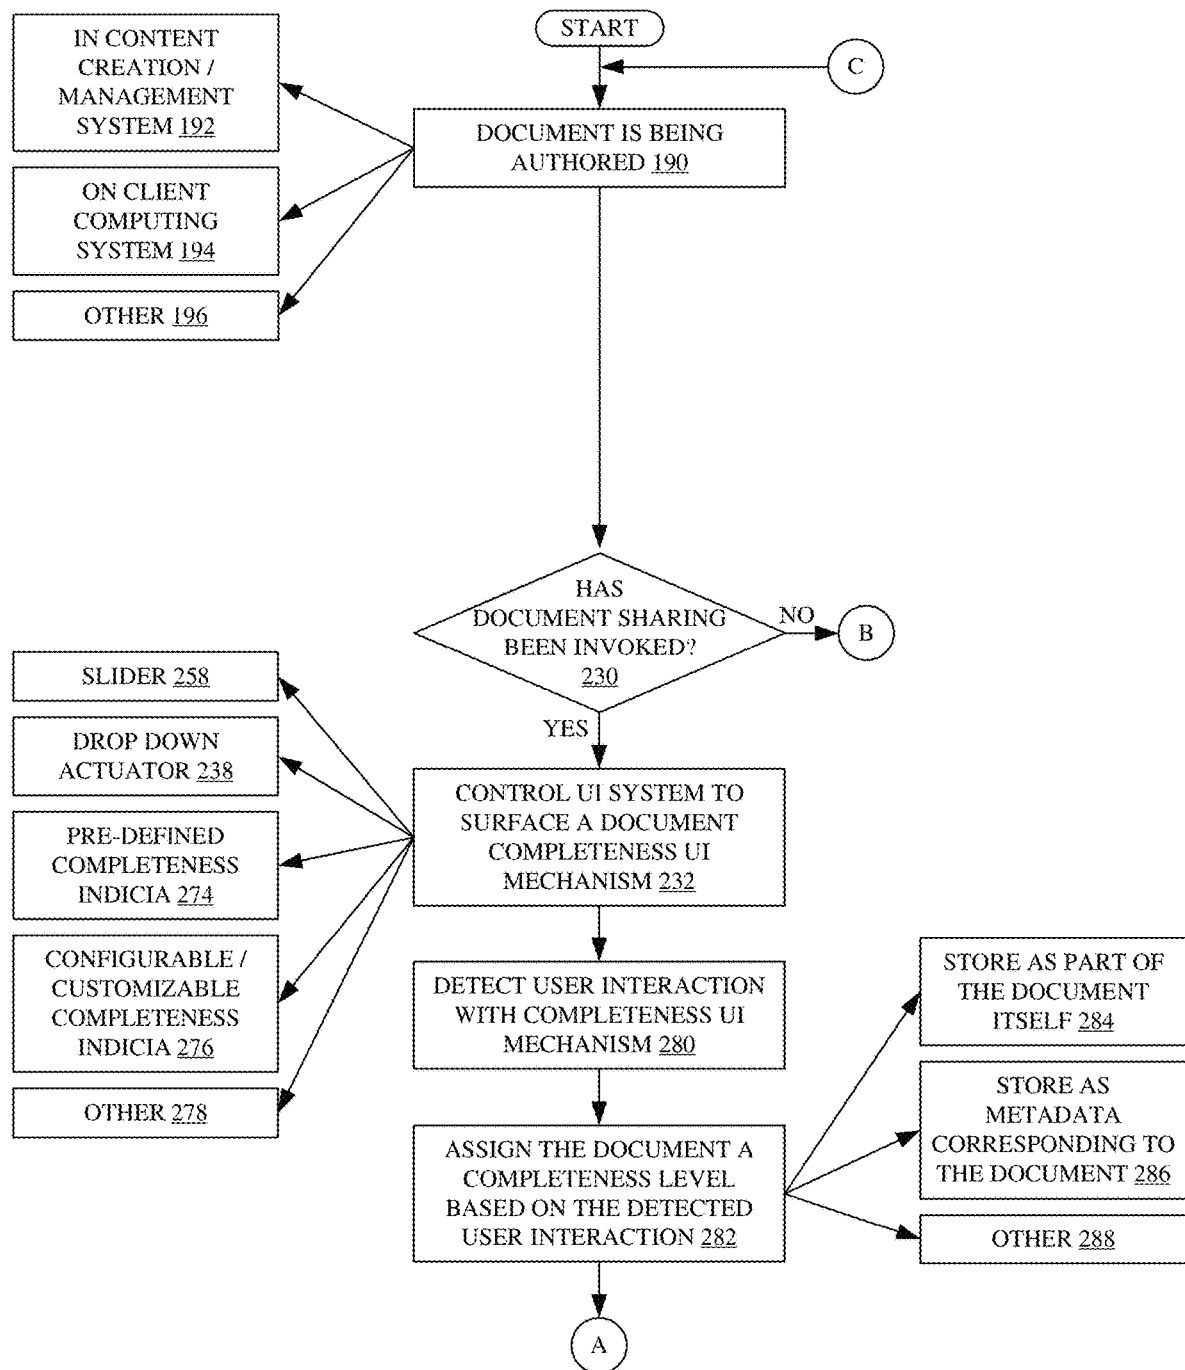 START
C
IN CONTENT
CREATION /
MANAGEMENT
SYSTEM 192
DOCUMENT IS BEING
AUTHORED 190
ON CLIENT
COMPUTING
SYSTEM 194
OTHER 196
HAS
DOCUMENT SHARING
BEEN INVOKED?
230
NO
B
YES
SLIDER 258
DROP DOWN
ACTUATOR 238
PRE-DEFINED
COMPLETENESS
INDICIA 274
CONFIGURABLE /
CUSTOMIZABLE
COMPLETENESS
INDICIA 276
OTHER 278
CONTROL UI SYSTEM TO
SURFACE A DOCUMENT
COMPLETENESS UI
MECHANISM 232
DETECT USER INTERACTION
WITH COMPLETENESS UI
MECHANISM 280
ASSIGN THE DOCUMENT A
COMPLETENESS LEVEL
BASED ON THE DETECTED
USER INTERACTION 282
STORE AS PART OF
THE DOCUMENT
ITSELF 284
STORE AS
METADATA
CORRESPONDING TO
THE DOCUMENT 286
OTHER 288
A